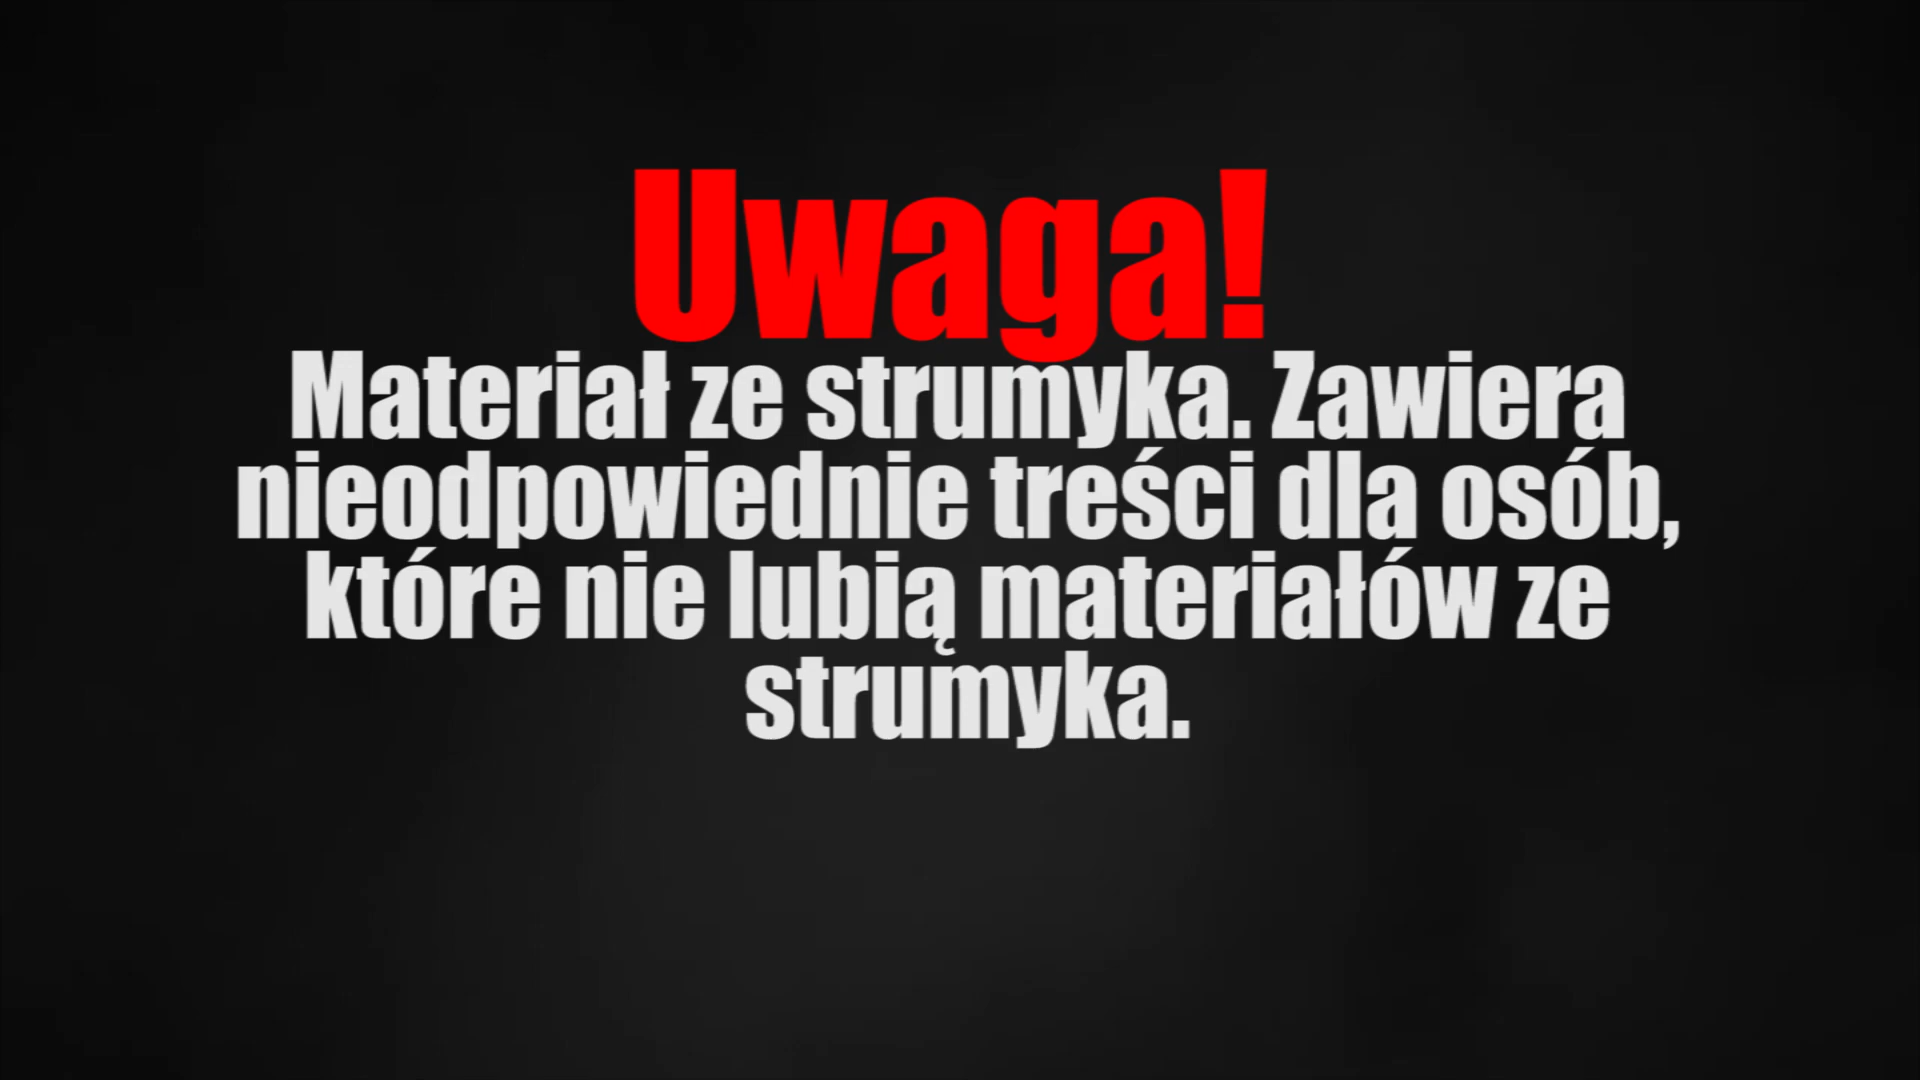 Uwaga!
Materiał ze strumyka. Zawiera
nieodpowiednie treści dla osób,
które nie lubią materiałów ze
strumyka.